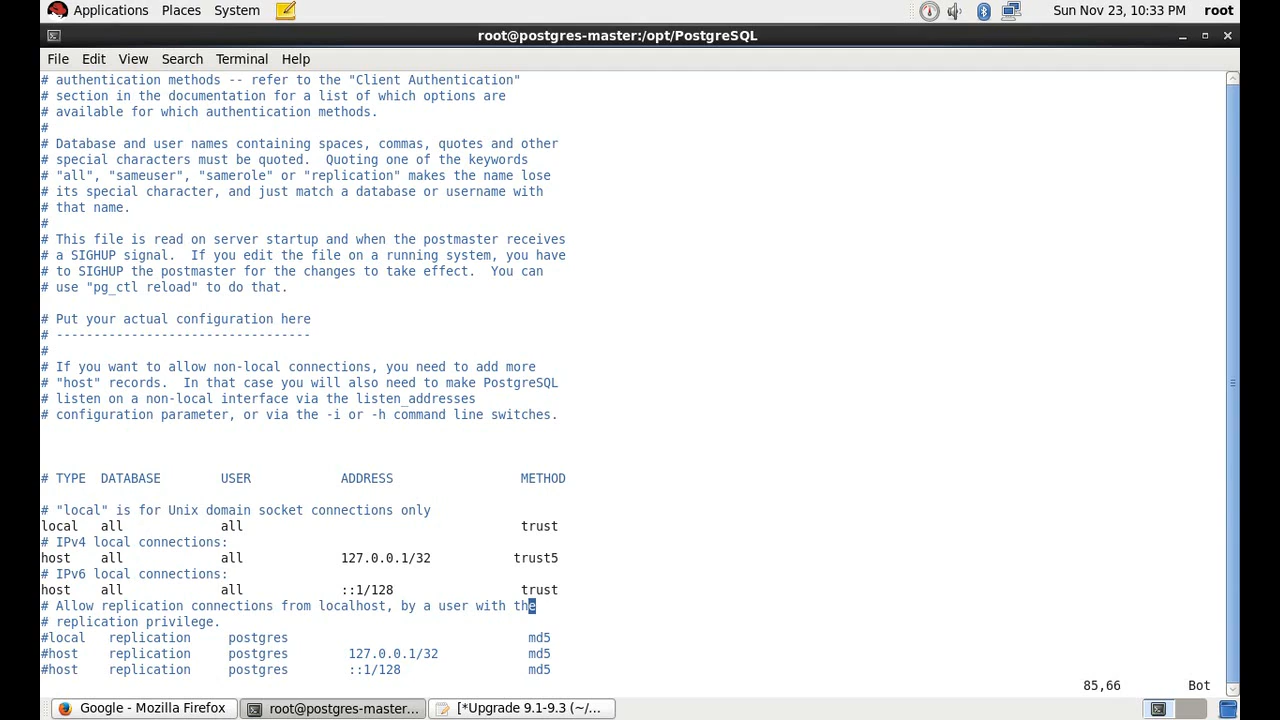 Applications Places System Sun Nov 23, 10:33 PM root
root@postgres-master:/opt/PostgreSQL
File Edit View Search Terminal Help
# authentication methods -- refer to the "Client Authentication"
# section in the documentation for a list of which options are
# available for which authentication methods.
#
# Database and user names containing spaces, commas, quotes and other
# special characters must be quoted.  Quoting one of the keywords
# "all", "sameuser", "samerole" or "replication" makes the name lose
# its special character, and just match a database or username with
# that name.
#
# This file is read on server startup and when the postmaster receives
# a SIGHUP signal.  If you edit the file on a running system, you have
# to SIGHUP the postmaster for the changes to take effect.  You can
# use "pg_ctl reload" to do that.
# Put your actual configuration here
# ----------------------------------
#
# If you want to allow non-local connections, you need to add more
# "host" records.  In that case you will also need to make PostgreSQL
# listen on a non-local interface via the listen_addresses
# configuration parameter, or via the -i or -h command line switches.
# TYPE  DATABASE        USER            ADDRESS                 METHOD
# "local" is for Unix domain socket connections only
local   all             all                                     trust
# IPv4 local connections:
host    all             all             127.0.0.1/32           trust5
# IPv6 local connections:
host    all             all             ::1/128                 trust
# Allow replication connections from localhost, by a user with the
# replication privilege.
#local   replication     postgres                                md5
#host    replication     postgres        127.0.0.1/32            md5
#host    replication     postgres        ::1/128                 md5
85,66 Bot
Google - Mozilla Firefox root@postgres-master... [*Upgrade 9.1-9.3 (~/...